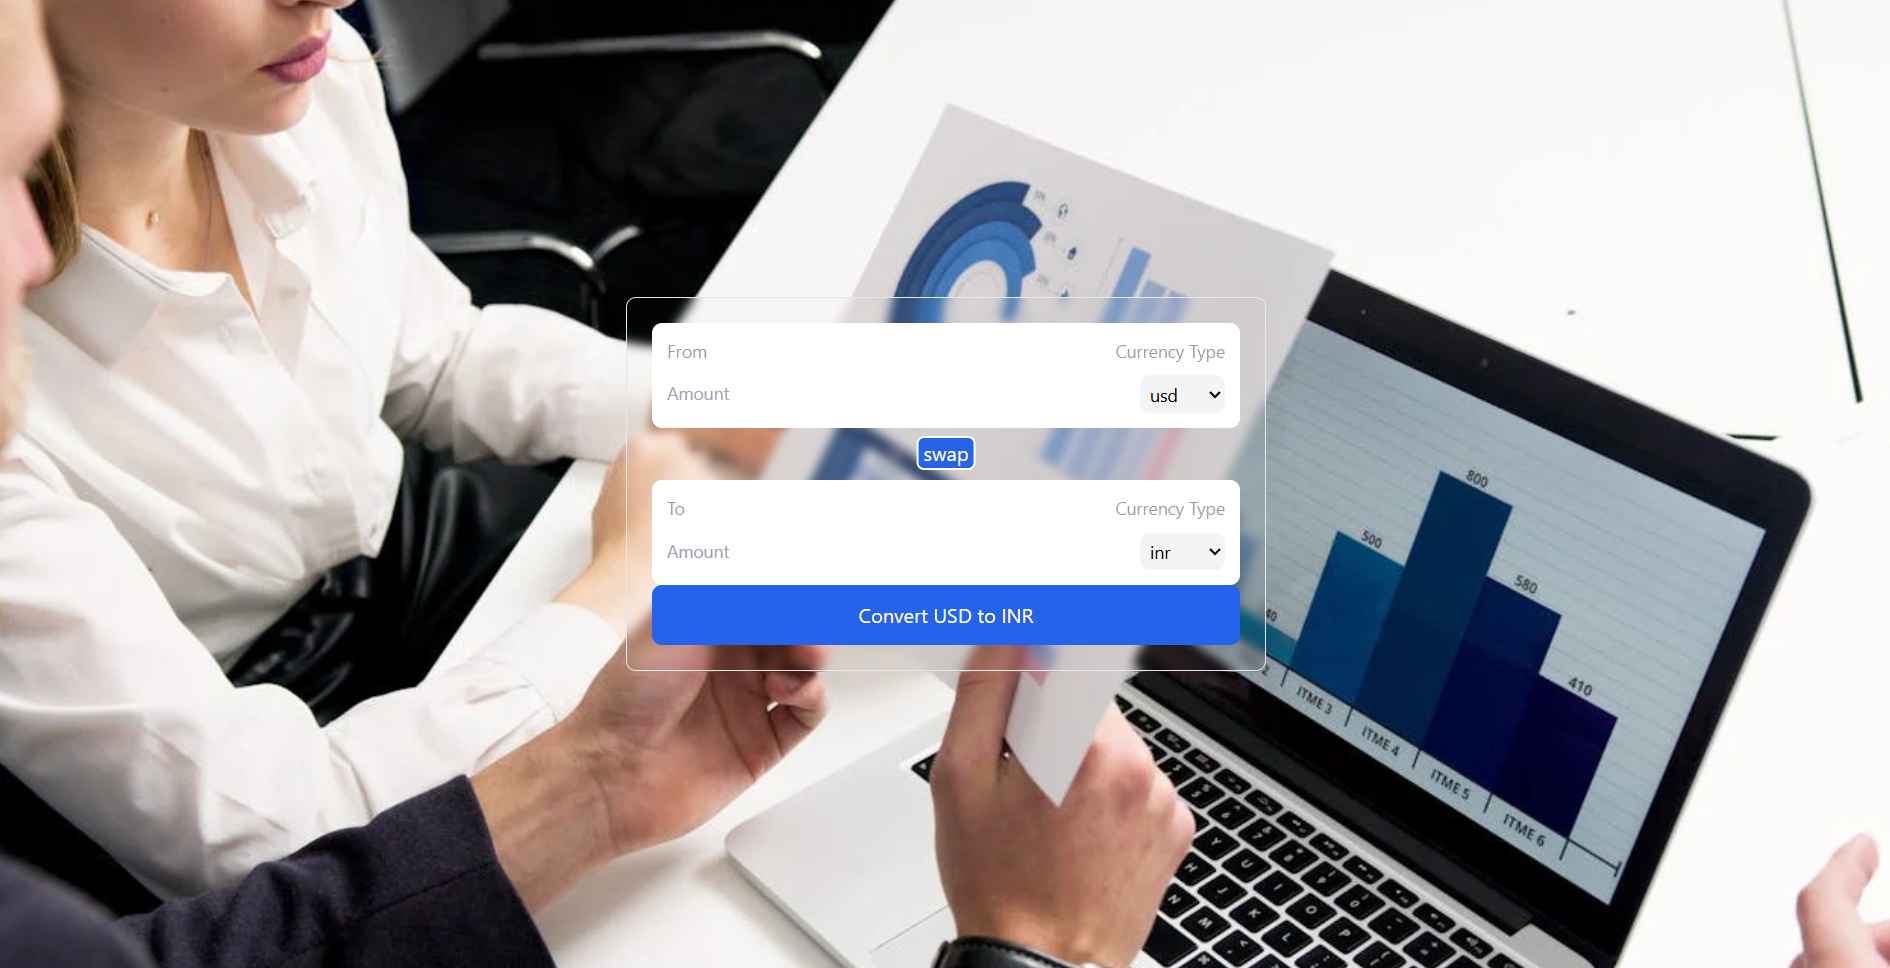 From
Currency Type
Amount
usd
swap
To
Currency Type
Amount
inr
Convert USD to INR
800
500
580
40
410
2
ITME 3
ITME 4
ITME 5
ITME 6